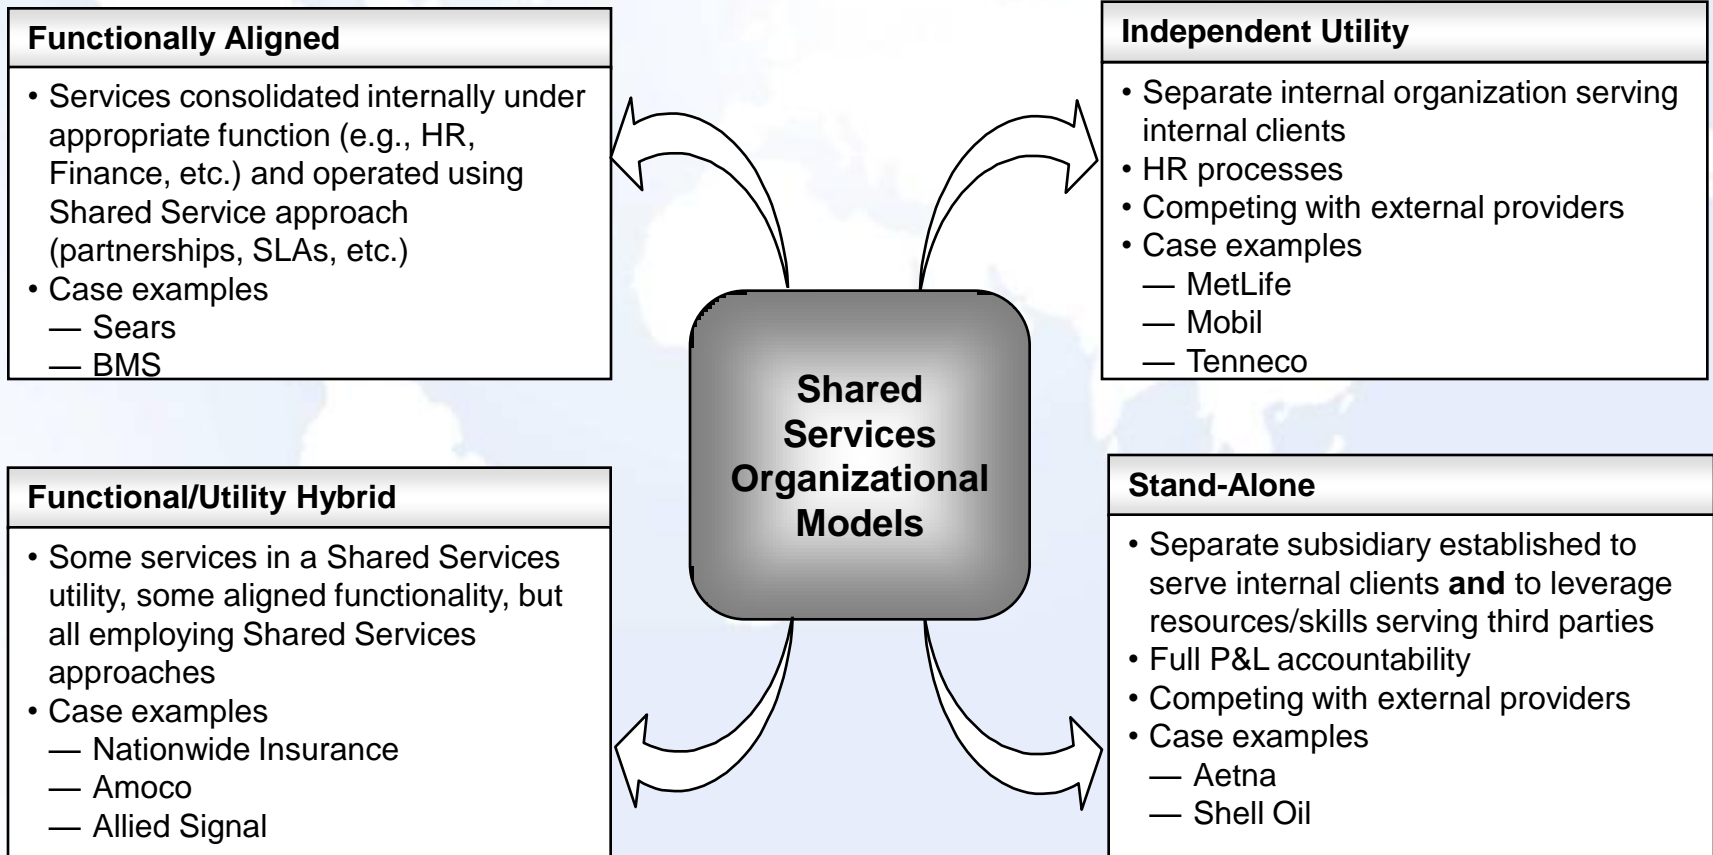 Functionally Aligned
• Services consolidated internally under
appropriate function (e.g., HR,
Finance, etc.) and operated using
Shared Service approach
(partnerships, SLAs, etc.)
• Case examples
— Sears
— BMS
Independent Utility
• Separate internal organization serving
internal clients
• HR processes
• Competing with external providers
• Case examples
— MetLife
— Mobil
— Tenneco
Shared
Services
Organizational
Models
Functional/Utility Hybrid
• Some services in a Shared Services
utility, some aligned functionality, but
all employing Shared Services
approaches
• Case examples
— Nationwide Insurance
— Amoco
— Allied Signal
Stand-Alone
• Separate subsidiary established to
serve internal clients and to leverage
resources/skills serving third parties
• Full P&L accountability
• Competing with external providers
• Case examples
— Aetna
— Shell Oil